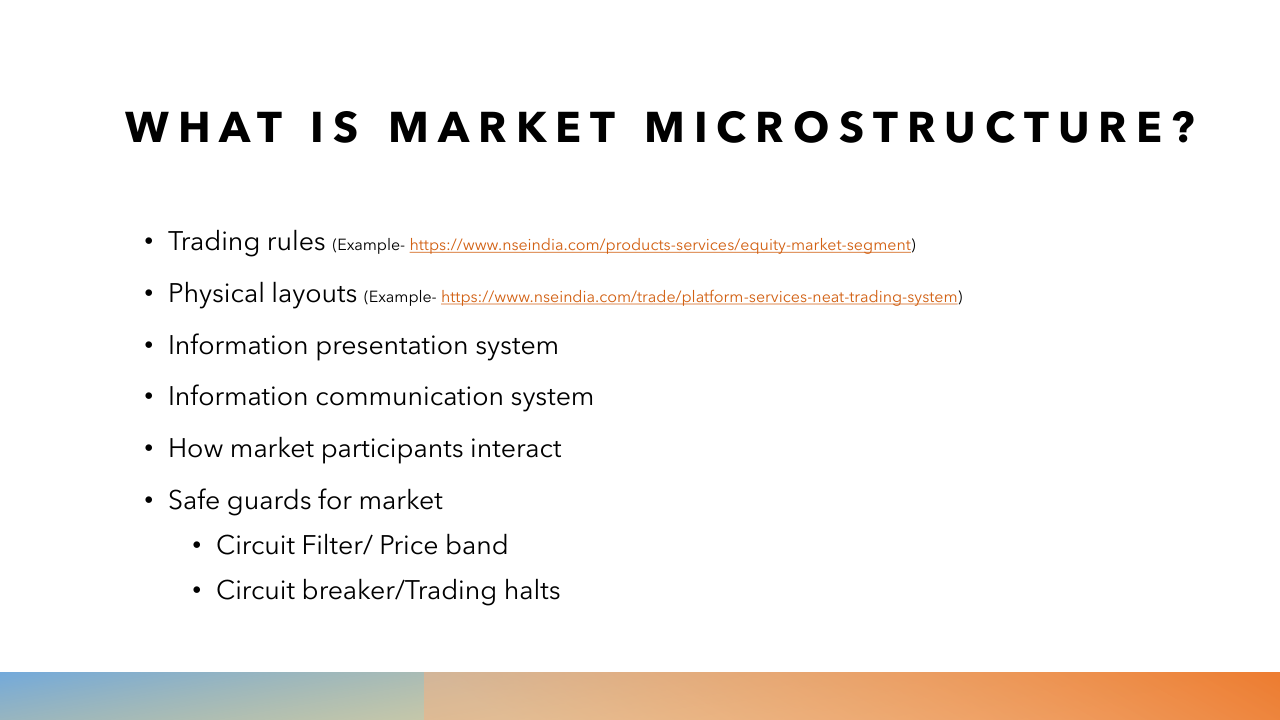 WHAT IS MARKET MICROSTRUCTURE?
• Trading rules (Example- https://www.nseindia.com/products-services/equity-market-segment)
• Physical layouts (Example- https://www.nseindia.com/trade/platform-services-neat-trading-system)
• Information presentation system
• Information communication system
• How market participants interact
• Safe guards for market
• Circuit Filter/ Price band
• Circuit breaker/Trading halts